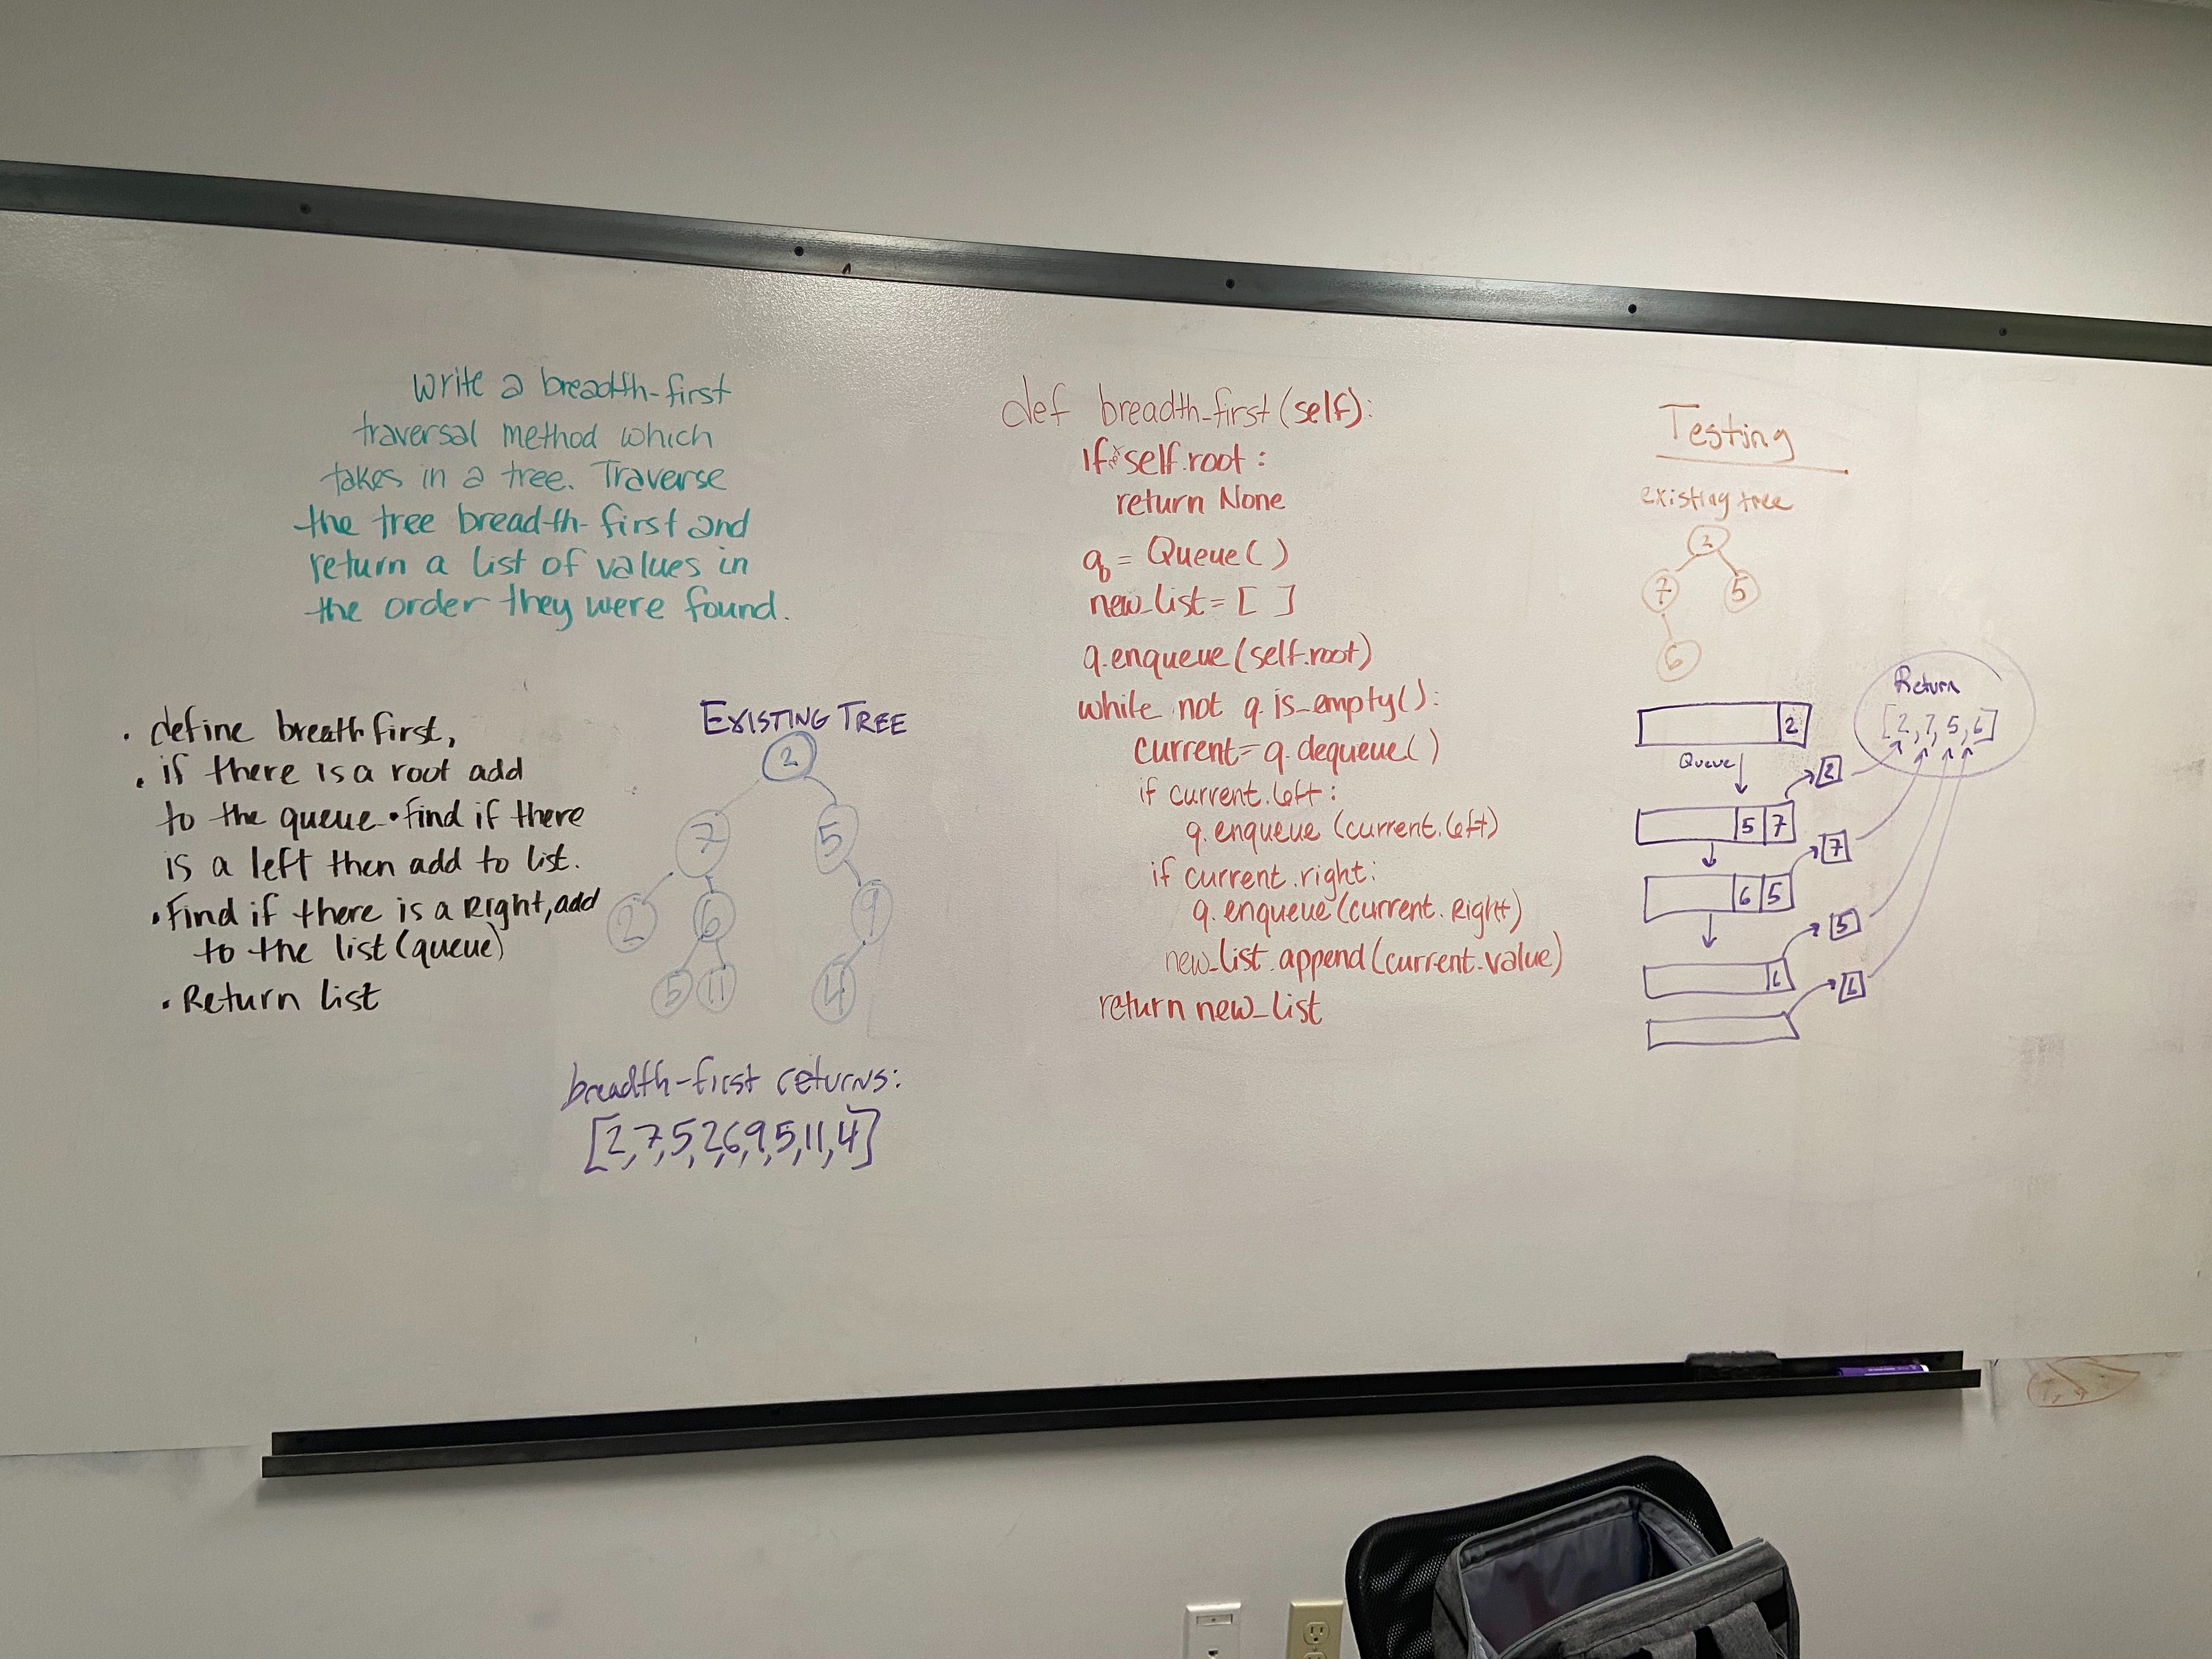 write a breadth-first
traversal method which
takes in a tree. Traverse
the tree breadth-first and
return a list of values in
the order they were found.
• define breath first,
• if there is a root add
to the queue • find if there
is a left then add to list.
• Find if there is a Right, add
to the list (queue)
• Return list
EXISTING TREE
2
7 5
2 6 9
5 11 4
breadth-first returns:
[2,7,5,2,6,9,5,11,4]
def breadth-first(self):
if self.root:
return None
q = Queue()
new_list = [ ]
q.enqueue(self.root)
while not q.is_empty():
current = q.dequeue()
if current.left:
q.enqueue(current.left)
if current.right:
q.enqueue(current.Right)
new_list.append(current.value)
return new_list
Testing
existing tree
2
7 5
6
Return
[2,7,5,6]
2
Queue
2
5 7
7
6 5
5
6
6